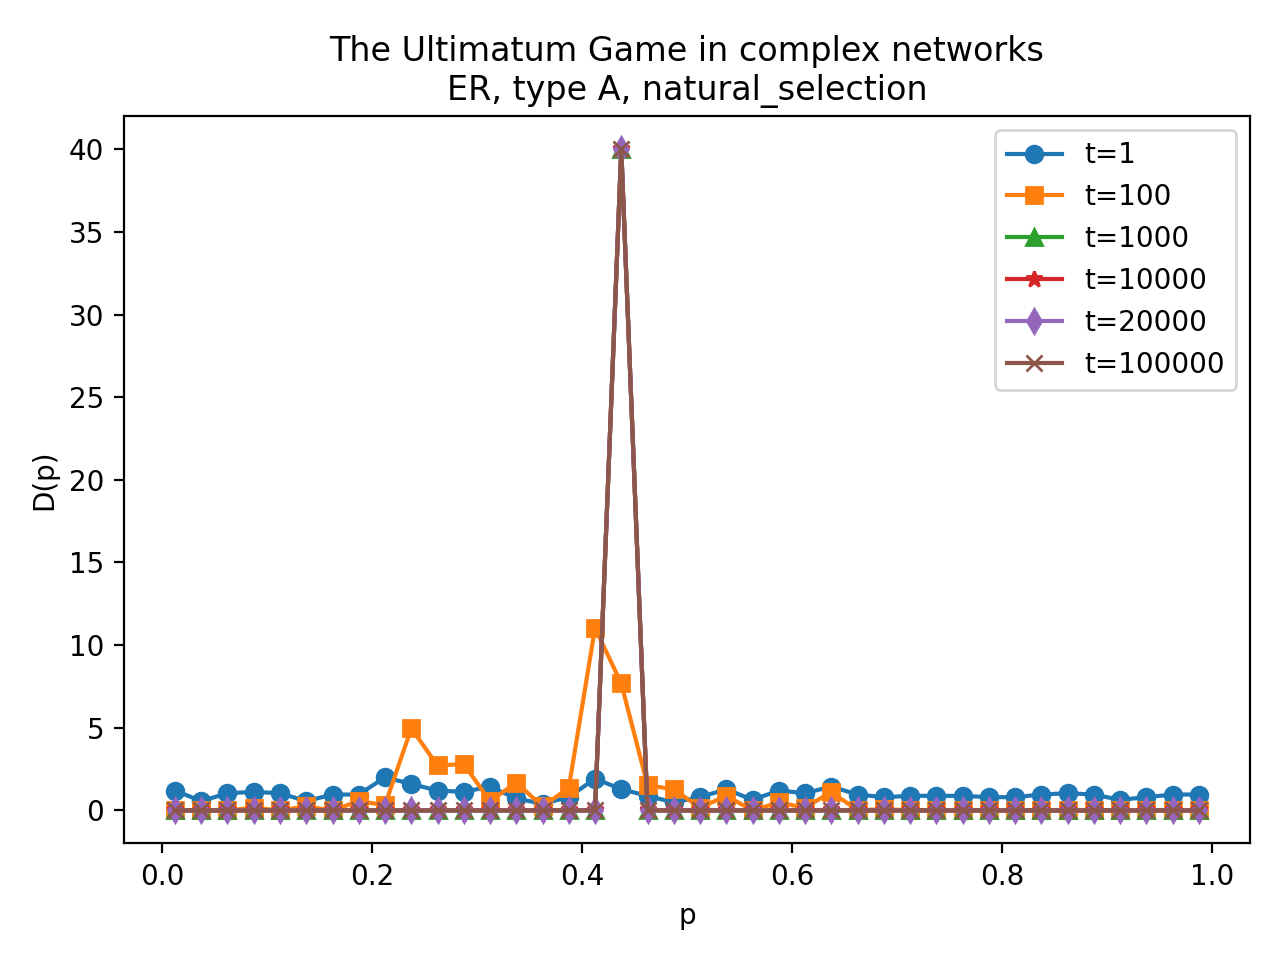 The Ultimatum Game in complex networks
ER, type A, natural_selection
40
35
30
25
20
15
10
5
0
D(p)
0.0 0.2 0.4 0.6 0.8 1.0
p
t=1
t=100
t=1000
t=10000
t=20000
t=100000